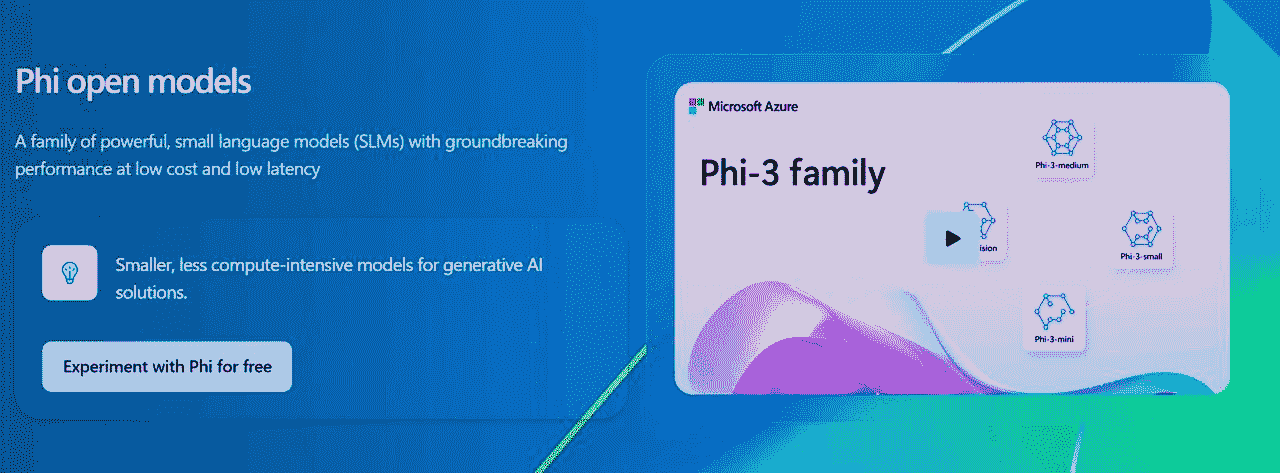 Phi open models
A family of powerful, small language models (SLMs) with groundbreaking
performance at low cost and low latency
Smaller, less compute-intensive models for generative AI
solutions.
Experiment with Phi for free
Microsoft Azure
Phi-3 family
Phi-3-medium
Phi-3-small
Phi-3-mini